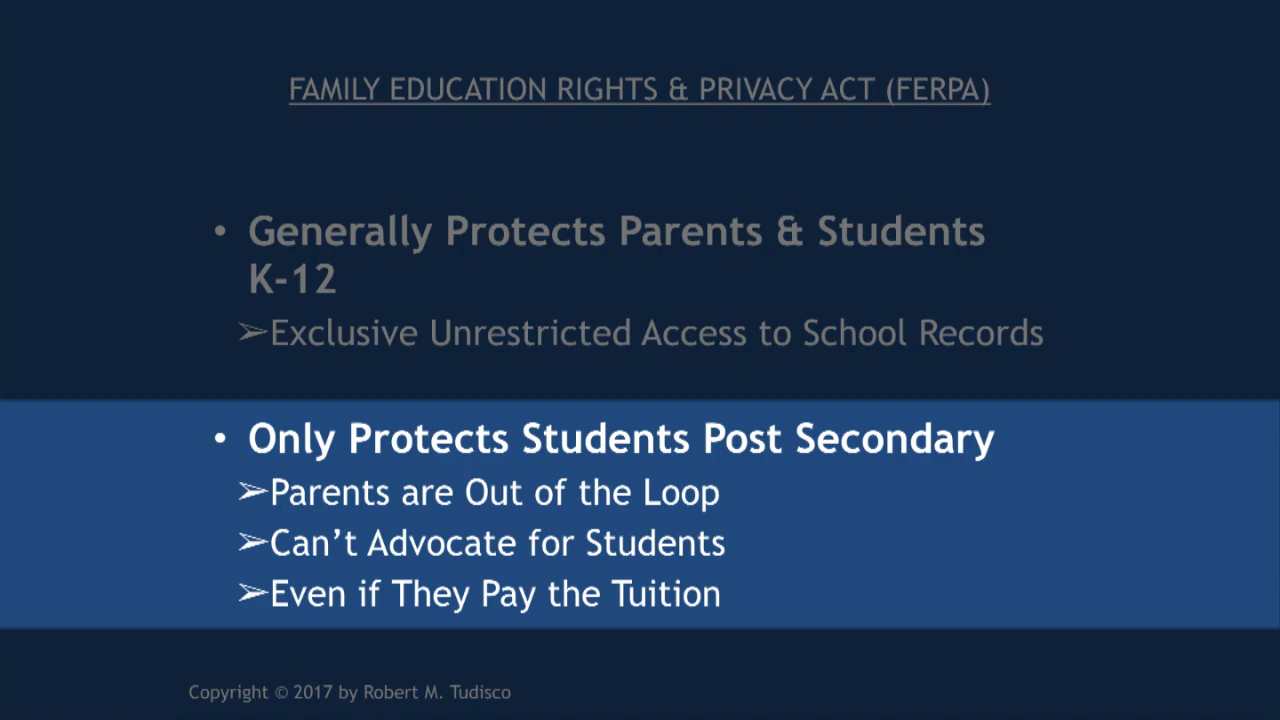 FAMILY EDUCATION RIGHTS & PRIVACY ACT (FERPA)
• Generally Protects Parents & Students
K-12
➢Exclusive Unrestricted Access to School Records
• Only Protects Students Post Secondary
➢Parents are Out of the Loop
➢Can’t Advocate for Students
➢Even if They Pay the Tuition
Copyright © 2017 by Robert M. Tudisco